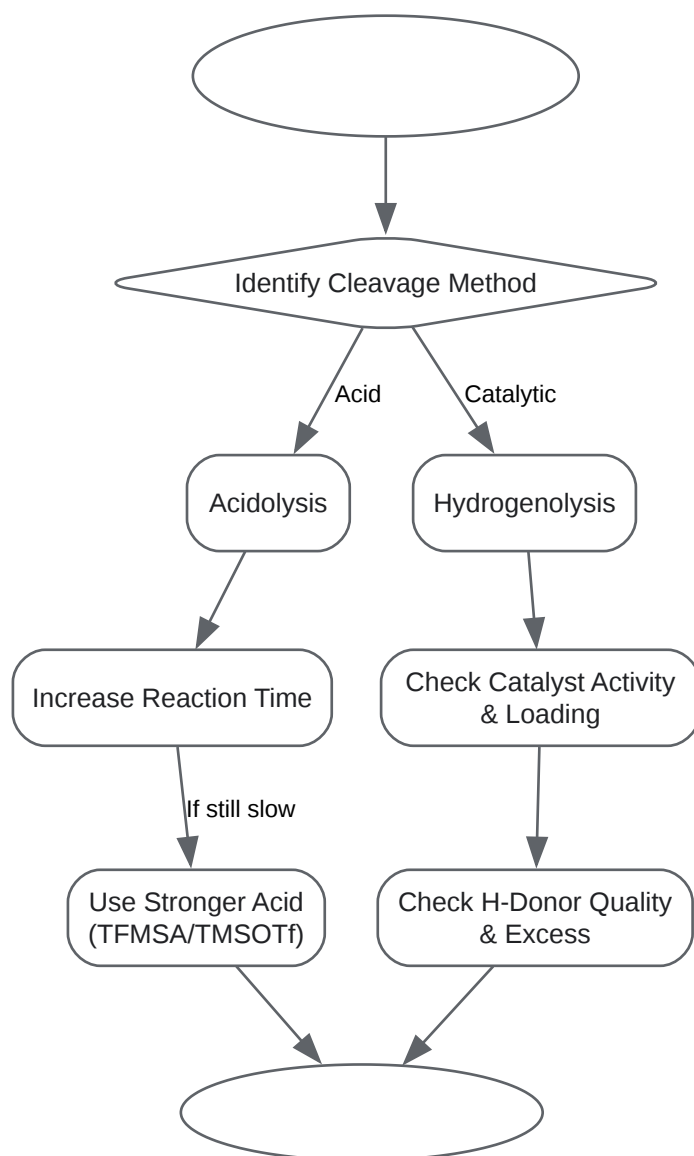 Identify Cleavage Method
Acid
Catalytic
Acidolysis
Hydrogenolysis
Increase Reaction Time
Check Catalyst Activity
& Loading
If still slow
Use Stronger Acid
(TFMSA/TMSOTf)
Check H-Donor Quality
& Excess